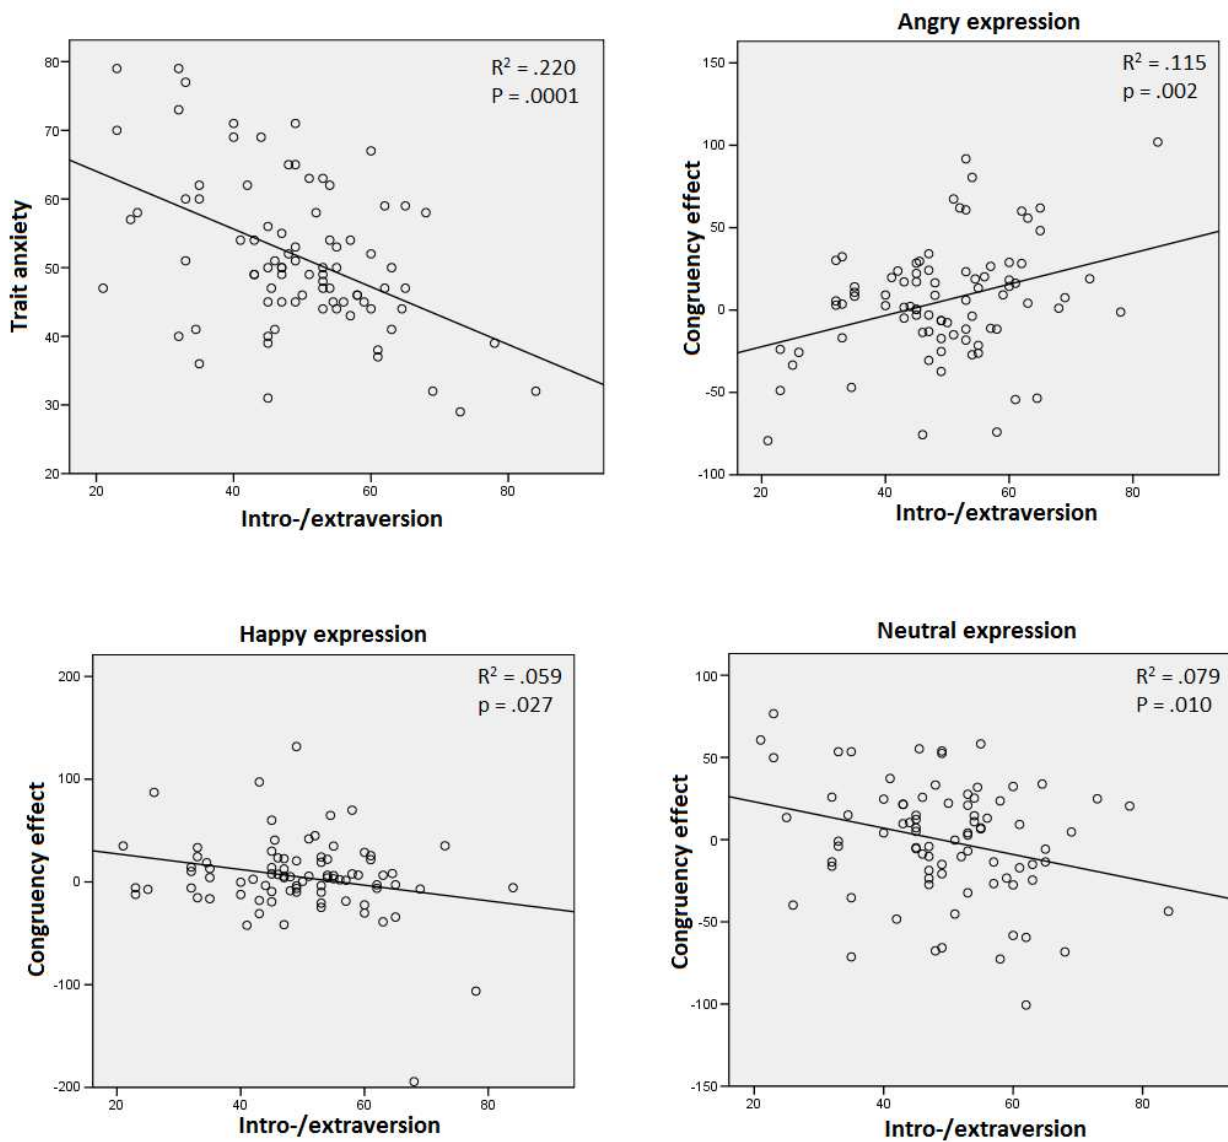 R² = .220
P = .0001
80
70
60
50
40
30
20
Trait anxiety
20 40 60 80
Intro-/extraversion
Angry expression
R² = .115
p = .002
150
100
50
0
-50
-100
Congruency effect
20 40 60 80
Intro-/extraversion
Happy expression
R² = .059
p = .027
200
100
0
-100
-200
Congruency effect
20 40 60 80
Intro-/extraversion
Neutral expression
R² = .079
P = .010
100
50
0
-50
-100
-150
Congruency effect
20 40 60 80
Intro-/extraversion